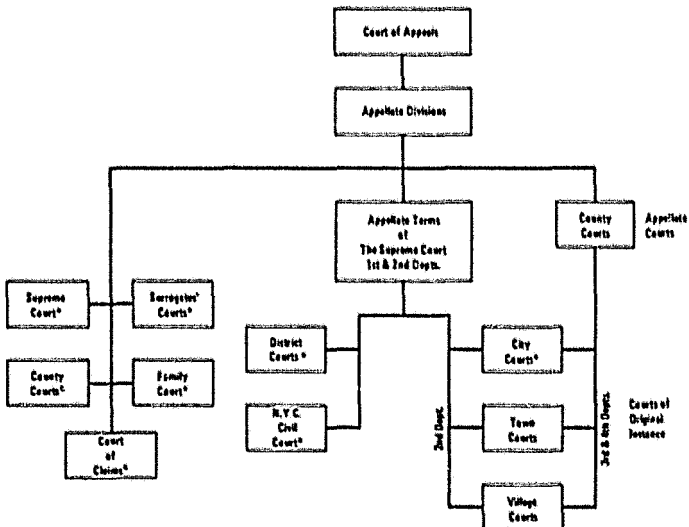 Court of Appeals
Appellate Divisions
Appellate Terms
of
The Supreme Court
1st & 2nd Depts.
County
Courts
Appellate
Courts
Supreme
Court*
Surrogates'
Courts*
District
Courts*
City
Courts*
County
Courts*
Family
Court*
N.Y.C.
Civil
Court*
2nd Dept.
Town
Courts
3rd & 4th Depts.
Courts of
Original
Instance
Court
of
Claims*
Village
Courts